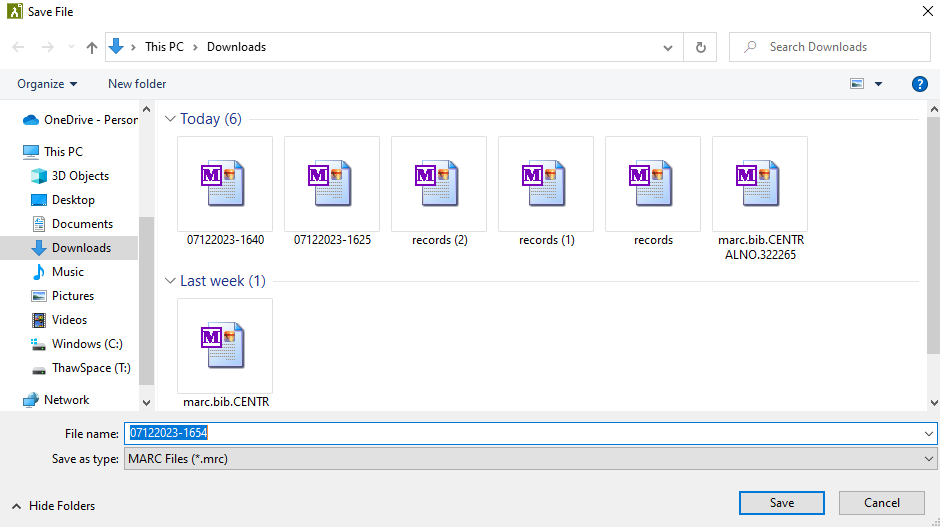 Save File
This PC
Downloads
Search Downloads
Organize
New folder
?
OneDrive - Person
This PC
3D Objects
Desktop
Documents
Downloads
Music
Pictures
Videos
Windows (C:)
ThawSpace (T:)
Network
Today (6)
M
M
M
M
M
M
07122023-1640
07122023-1625
records (2)
records (1)
records
marc.bib.CENTR
ALNO.322265
Last week (1)
M
marc.bib.CENTR
File name:
07122023-1654
Save as type:
MARC Files (*.mrc)
Hide Folders
Save
Cancel